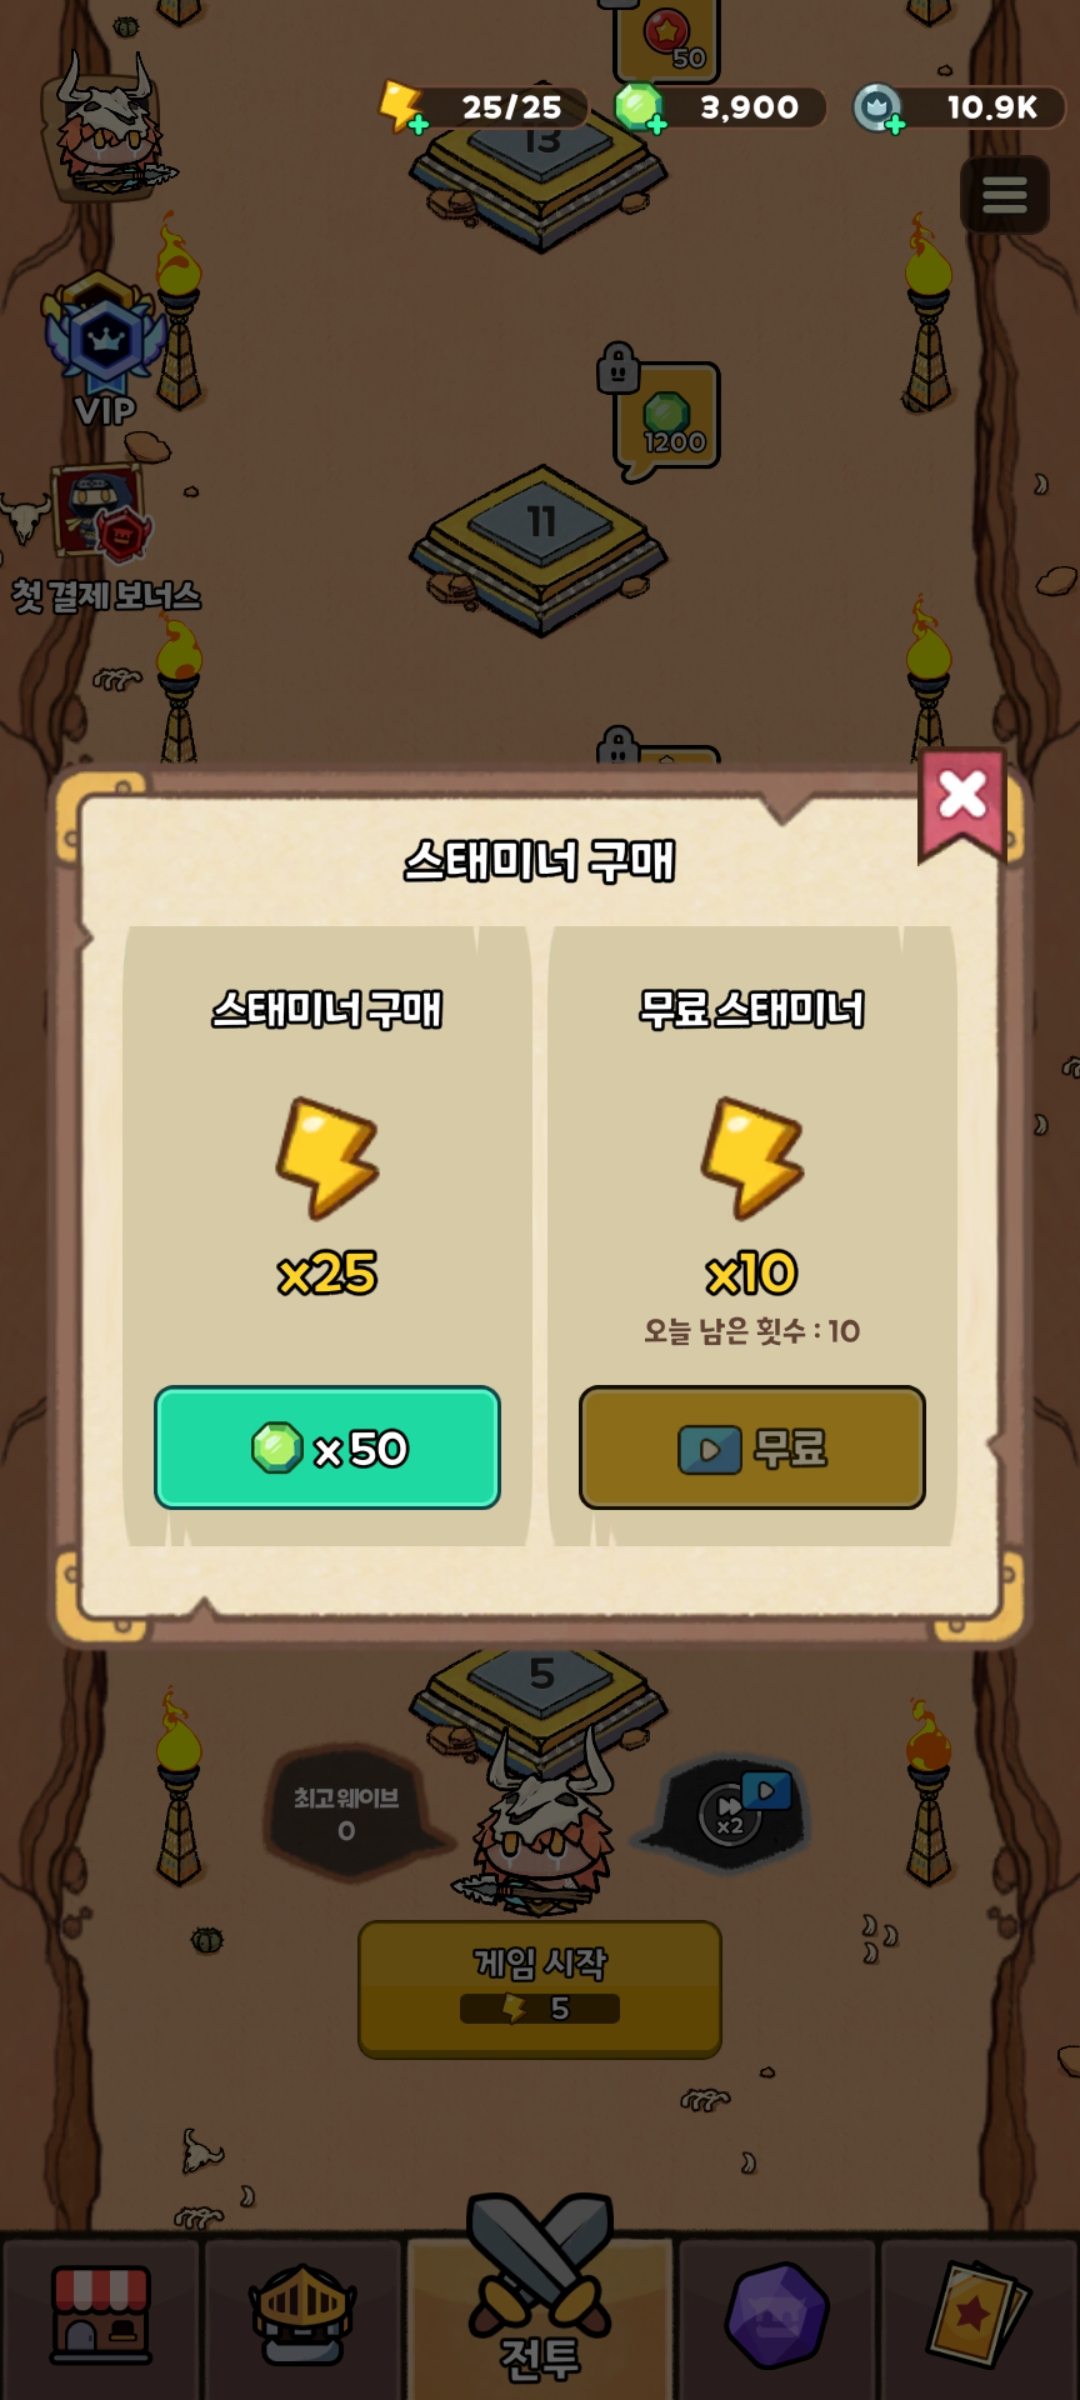 50
25/25
3,900
10.9K
13
VIP
1200
11
첫 결제 보너스
스태미너 구매
스태미너 구매
무료 스태미너
x25
x10
오늘 남은 횟수 : 10
x 50
무료
5
최고 웨이브
0
x2
게임 시작
5
전투